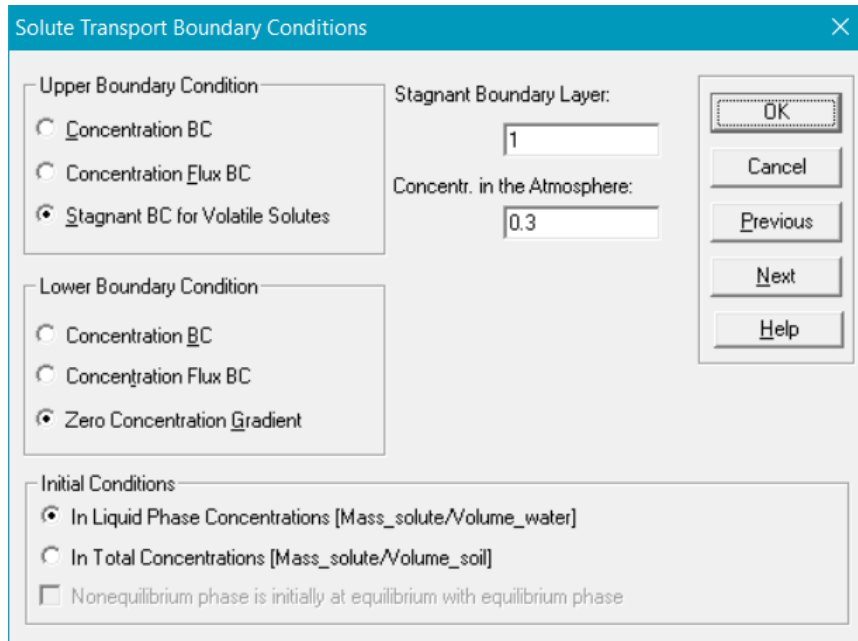 Solute Transport Boundary Conditions
Upper Boundary Condition
Concentration BC
Concentration Flux BC
Stagnant BC for Volatile Solutes
Stagnant Boundary Layer:
1
Concentr. in the Atmosphere:
0.3
OK
Cancel
Previous
Next
Help
Lower Boundary Condition
Concentration BC
Concentration Flux BC
Zero Concentration Gradient
Initial Conditions
In Liquid Phase Concentrations [Mass_solute/Volume_water]
In Total Concentrations [Mass_solute/Volume_soil]
Nonequilibrium phase is initially at equilibrium with equilibrium phase